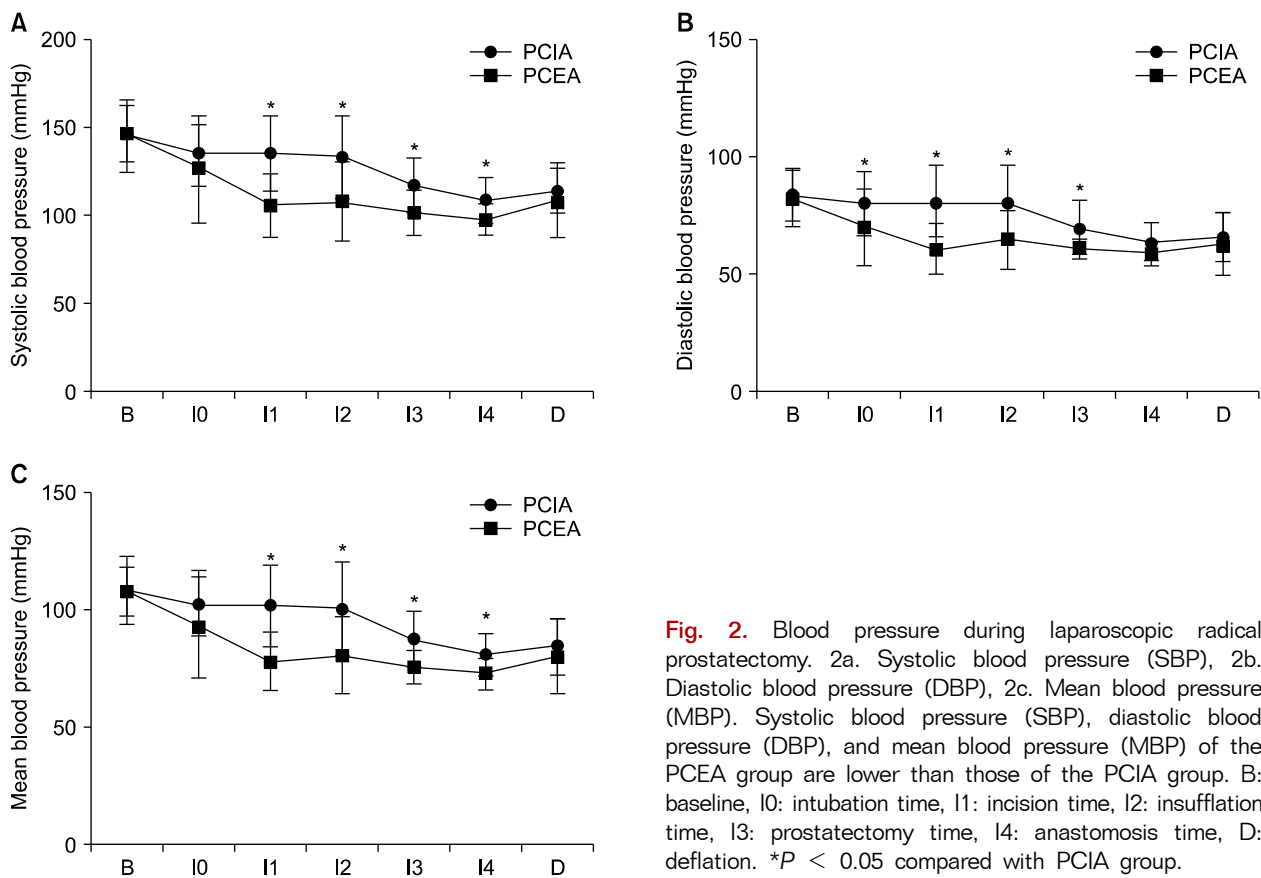 A
200
150
100
50
0
Systolic blood pressure (mmHg)
PCIA
PCEA
* * * *
B I0 I1 I2 I3 I4 D
B
150
100
50
0
Diastolic blood pressure (mmHg)
PCIA
PCEA
* * * *
B I0 I1 I2 I3 I4 D
C
150
100
50
0
Mean blood pressure (mmHg)
PCIA
PCEA
* * * *
B I0 I1 I2 I3 I4 D
Fig. 2. Blood pressure during laparoscopic radical
prostatectomy. 2a. Systolic blood pressure (SBP), 2b.
Diastolic blood pressure (DBP), 2c. Mean blood pressure
(MBP). Systolic blood pressure (SBP), diastolic blood
pressure (DBP), and mean blood pressure (MBP) of the
PCEA group are lower than those of the PCIA group. B:
baseline, I0: intubation time, I1: incision time, I2: insufflation
time, I3: prostatectomy time, I4: anastomosis time, D:
deflation. *P < 0.05 compared with PCIA group.